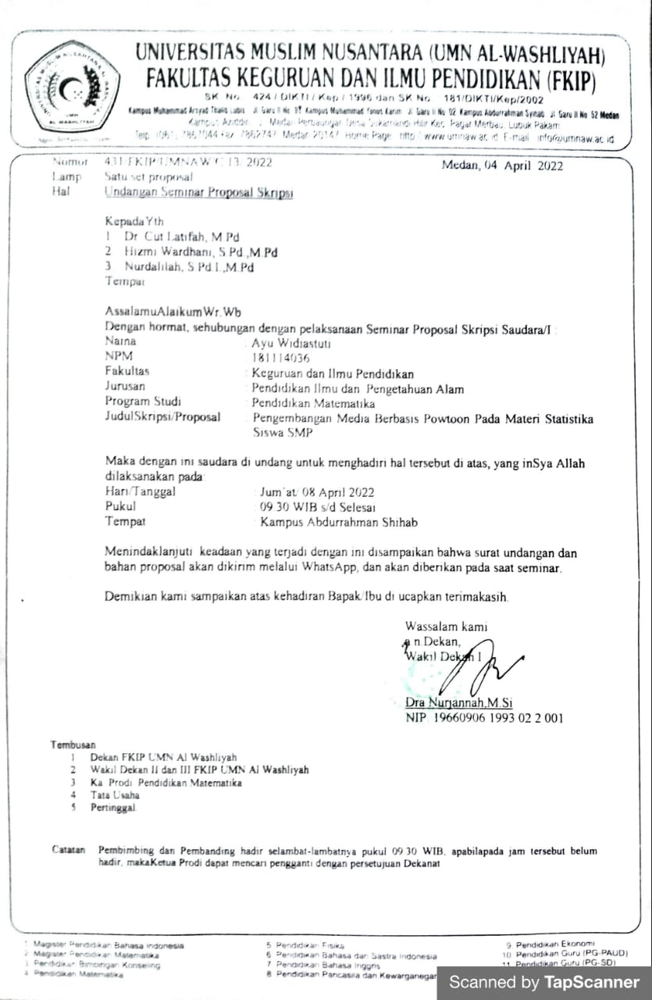 UNIVERSITAS MUSLIM NUSANTARA (UMN AL-WASHLIYAH)
FAKULTAS KEGURUAN DAN ILMU PENDIDIKAN (FKIP)
SK No. 424 / DIKTI / Kep / 1996 dan SK No. 181/DIKTI/Kep/2002
Kampus Muhammad Arsyad Thalib Lubis Jl Garu II No Kampus Muhammad Yunus Karim Jl Garu II No 02 Kampus Abdurrahman Syihab Jl Garu II No 52 Medan
Kampus Aziddin Medan Perbaungan Desa Sukamandi Hilir Kec Pagar Merbau, Lubuk Pakam
Telp (061) 7867044 Fax 7862747 Medan 20147 Home Page http / www.umnaw.ac.id E-mail info@umnaw.ac.id
UMN
AL WASHLIYAH
Nomor 431 FKIP/UMNAW C 13 2022 Medan, 04 April 2022
Lamp Satu set proposal
Hal Undangan Seminar Proposal Skripsi
KepadaYth
1 Dr Cut Latifah, M.Pd
2 Hizmi Wardhani, S.Pd.,M.Pd
3 Nurdalilah, S Pd.I.,M.Pd
Tempat
AssalamuAlaikumWr.Wb
Dengan hormat, sehubungan dengan pelaksanaan Seminar Proposal Skripsi Saudara/I :
Nama : Ayu Widiastuti
NPM : 181114036
Fakultas : Keguruan dan Ilmu Pendidikan
Jurusan : Pendidikan Ilmu dan Pengetahuan Alam
Program Studi : Pendidikan Matematika
JudulSkripsi/Proposal : Pengembangan Media Berbasis Powtoon Pada Materi Statistika
Siswa SMP
Maka dengan ini saudara di undang untuk menghadiri hal tersebut di atas, yang inSya Allah
dilaksanakan pada:
Hari/Tanggal : Jum'at/ 08 April 2022
Pukul : 09.30 WIB s/d Selesai
Tempat : Kampus Abdurrahman Shihab
Menindaklanjuti keadaan yang terjadi dengan ini disampaikan bahwa surat undangan dan
bahan proposal akan dikirim melalui WhatsApp, dan akan diberikan pada saat seminar.
Demikian kami sampaikan atas kehadiran Bapak/Ibu di ucapkan terimakasih.
Wassalam kami
a.n.Dekan,
Wakil Dekan I
Dra Nurjannah,M.Si
NIP 19660906 1993 02 2 001
Tembusan
1 Dekan FKIP UMN Al Washliyah
2 Wakil Dekan II dan III FKIP UMN Al Washliyah
3 Ka Prodi Pendidikan Matematika
4 Tata Usaha
5 Pertinggal
Catatan Pembimbing dan Pembanding hadir selambat-lambatnya pukul 09 30 WIB, apabilapada jam tersebut belum
hadir, makaKetua Prodi dapat mencari pengganti dengan persetujuan Dekanat
1 Magister Pendidikan Bahasa Indonesia
2 Magister Pendidikan Matematika
3 Pendidikan Bimbingan Konseling
4 Pendidikan Matematika
5 Pendidikan Fisika
6 Pendidikan Bahasa dan Sastra Indonesia
7 Pendidikan Bahasa Inggris
8 Pendidikan Pancasila dan Kewarganegar
9 Pendidikan Ekonomi
10 Pendidikan Guru (PG-PAUD)
11 Pendidikan Guru (PG-SD)
Scanned by TapScanner